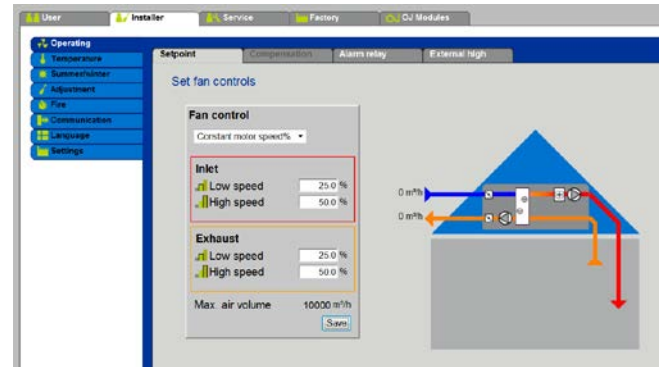 User Installer Service Factory OJ Modules
Operating
Temperature
Summer/winter
Adjustment
Fire
Communication
Language
Settings
Setpoint Compensation Alarm relay External high
Set fan controls
Fan control
Constant motor speed%
Inlet
Low speed 25.0 %
High speed 50.0 %
Exhaust
Low speed 25.0 %
High speed 50.0 %
Max. air volume 10000 m³/h
Save
0 m³/h
0 m³/h